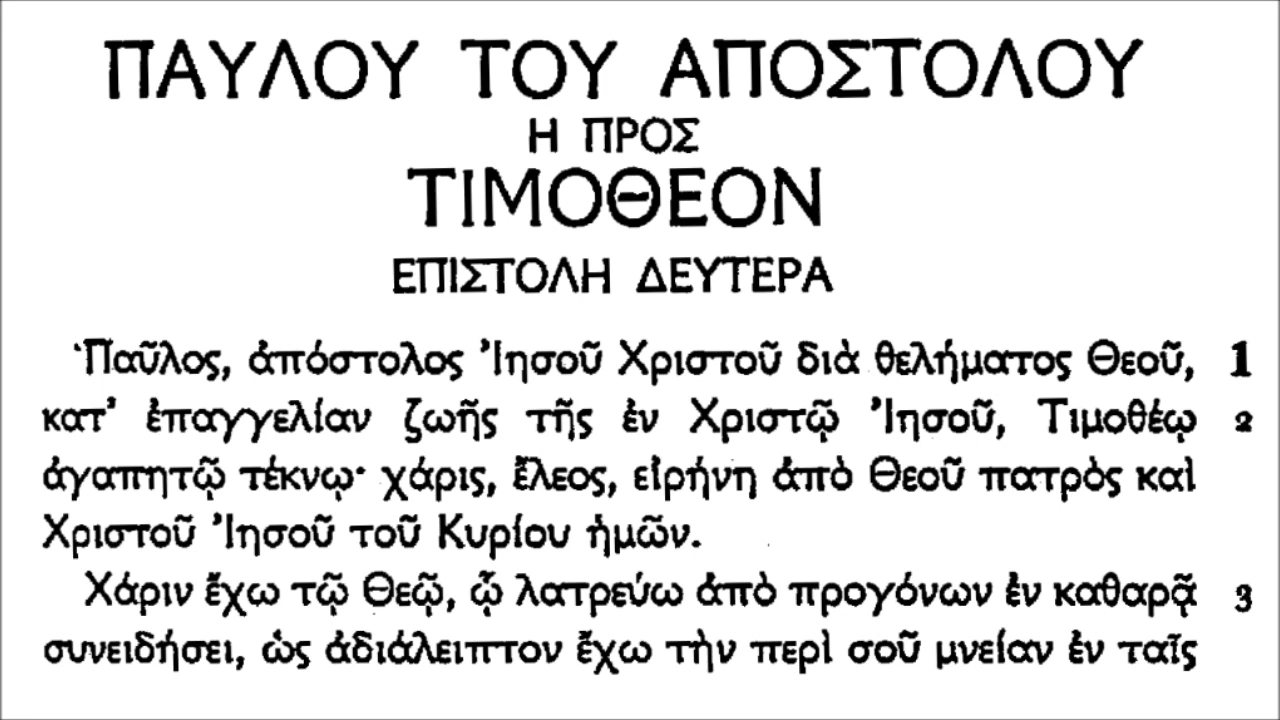 ΠΑΥΛΟΥ ΤΟΥ ΑΠΟΣΤΟΛΟΥ
Η ΠΡΟΣ
ΤΙΜΟΘΕΟΝ
ΕΠΙΣΤΟΛΗ ΔΕΥΤΕΡΑ
Παῦλος, ἀπόστολος Ἰησοῦ Χριστοῦ διὰ θελήματος Θεοῦ, 1
κατ’ ἐπαγγελίαν ζωῆς τῆς ἐν Χριστῷ Ἰησοῦ, Τιμοθέῳ 2
ἀγαπητῷ τέκνῳ· χάρις, ἔλεος, εἰρήνη ἀπὸ Θεοῦ πατρὸς καὶ
Χριστοῦ Ἰησοῦ τοῦ Κυρίου ἡμῶν.
Χάριν ἔχω τῷ Θεῷ, ᾧ λατρεύω ἀπὸ προγόνων ἐν καθαρᾷ 3
συνειδήσει, ὡς ἀδιάλειπτον ἔχω τὴν περὶ σοῦ μνείαν ἐν ταῖς